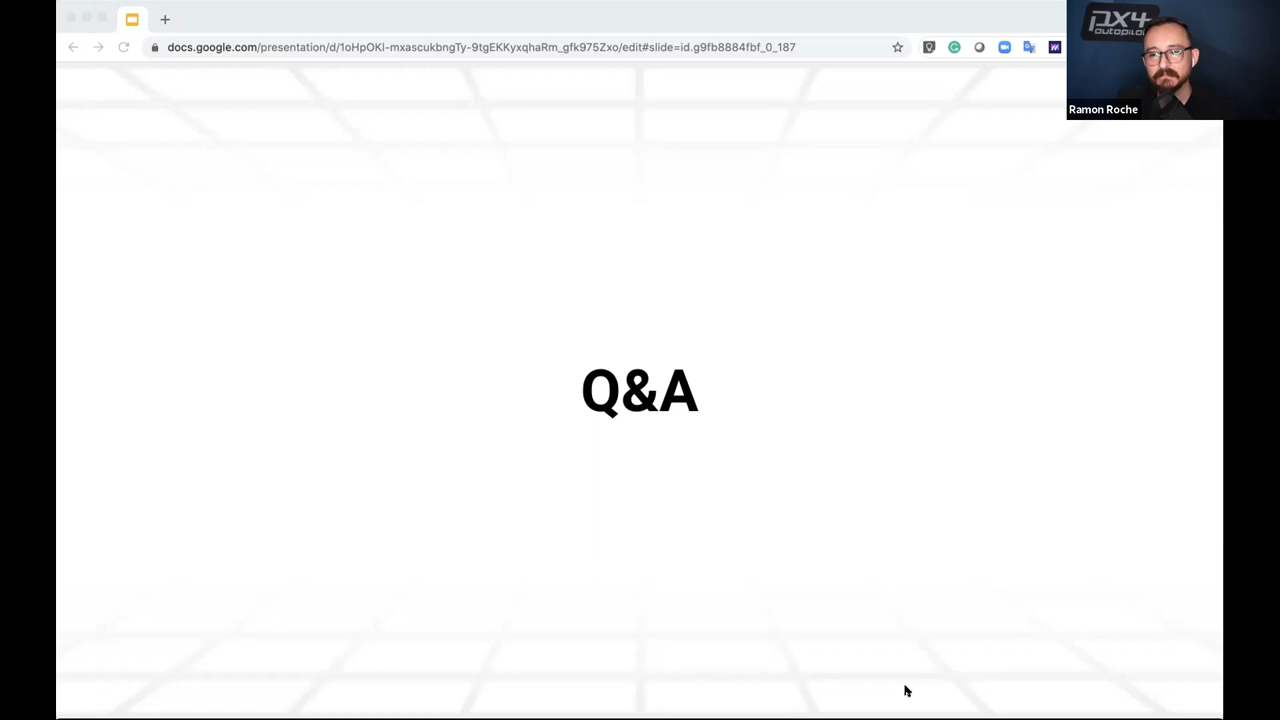 docs.google.com/presentation/d/1oHpOKl-mxascukbngTy-9tgEKKyxqhaRm_gfk975Zxo/edit#slide=id.g9fb8884fbf_0_187
px4
autopilot
Ramon Roche
Q&A